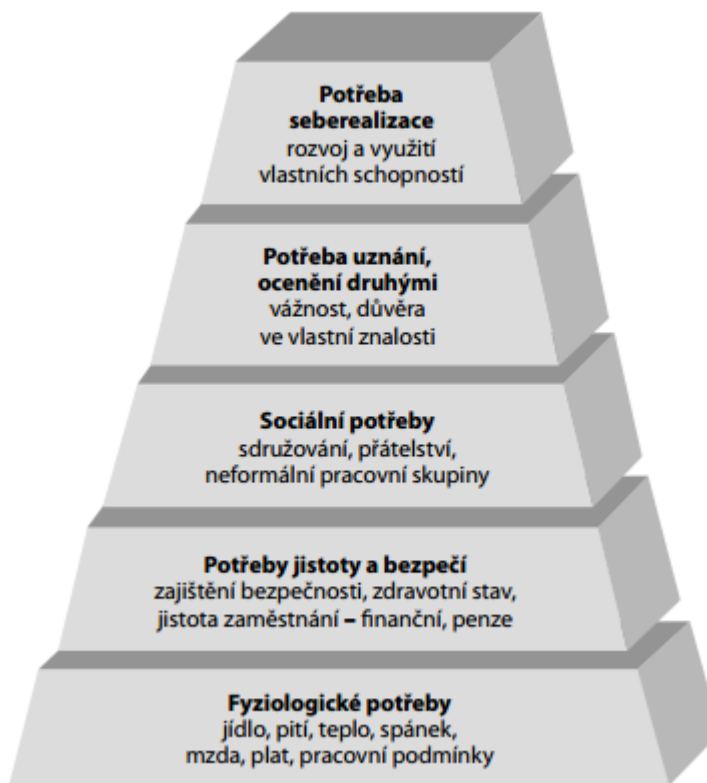 Potřeba
seberealizace
rozvoj a využití
vlastních schopností
Potřeba uznání,
ocenění druhými
vážnost, důvěra
ve vlastní znalosti
Sociální potřeby
sdružování, přátelství,
neformální pracovní skupiny
Potřeby jistoty a bezpečí
zajištění bezpečnosti, zdravotní stav,
jistota zaměstnání – finanční, penze
Fyziologické potřeby
jídlo, pití, teplo, spánek,
mzda, plat, pracovní podmínky